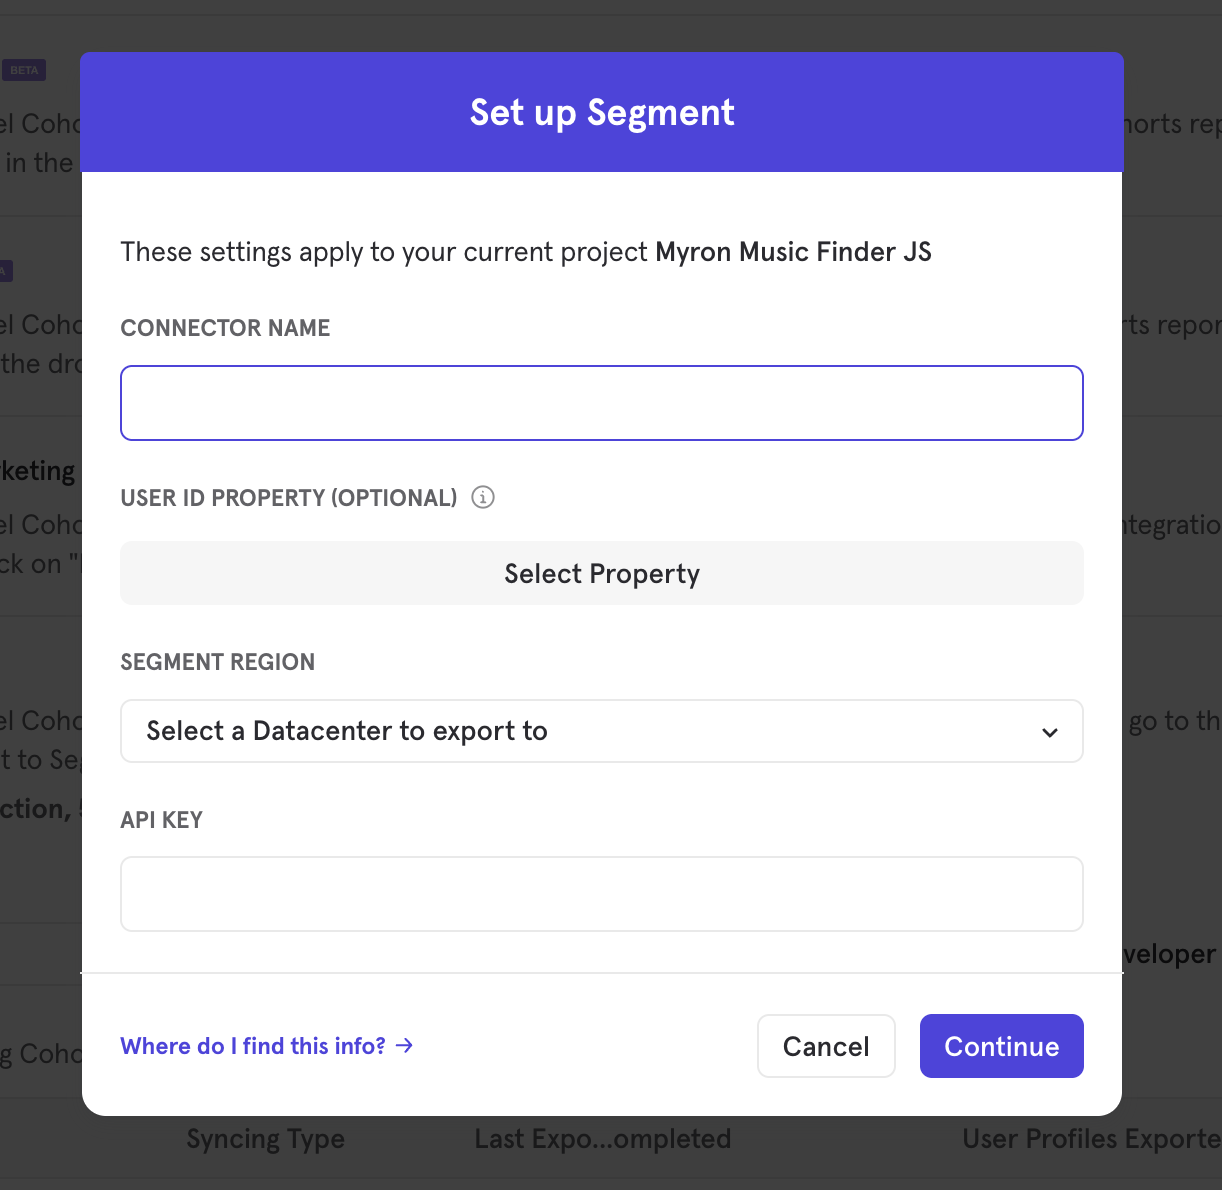 BETA
Set up Segment
el Coho
horts rep
in the
These settings apply to your current project Myron Music Finder JS
A
el Coho
CONNECTOR NAME
rts repor
the dro
rketing
USER ID PROPERTY (OPTIONAL)
el Coho
ntegratio
ck on "
Select Property
SEGMENT REGION
el Coho
Select a Datacenter to export to
go to th
t to Seg
ction,
API KEY
veloper
g Coho
Where do I find this info? →
Cancel
Continue
Syncing Type
Last Expo...ompleted
User Profiles Exporte